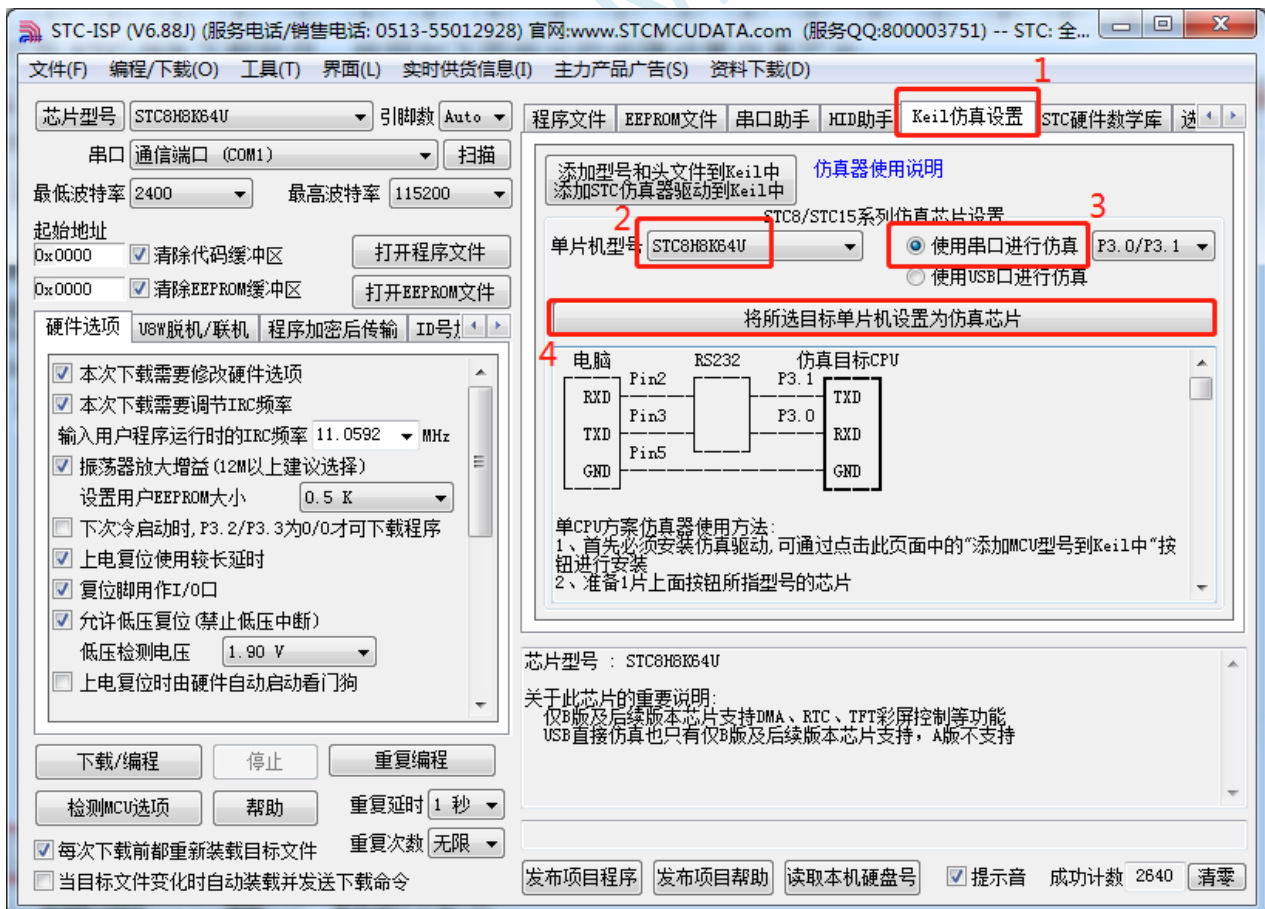 STC-ISP (V6.88J) (服务电话/销售电话: 0513-55012928) 官网:www.STCMCUDATA.com (服务QQ:800003751) -- STC: 全...
文件(F) 编程/下载(O) 工具(T) 界面(L) 实时供货信息(I) 主力产品广告(S) 资料下载(D)
1
芯片型号 STC8H8K64U 引脚数 Auto
串口 通信端口 (COM1) 扫描
最低波特率 2400 最高波特率 115200
起始地址
0x0000 清除代码缓冲区 打开程序文件
0x0000 清除EEPROM缓冲区 打开EEPROM文件
硬件选项 U8W脱机/联机 程序加密后传输
本次下载需要修改硬件选项
本次下载需要调节IRC频率
输入用户程序运行时的IRC频率 11.0592 MHz
振荡器放大增益(12M以上建议选择)
设置用户EEPROM大小 0.5 K
下次冷启动时,P3.2/P3.3为0/0才可下载程序
上电复位使用较长延时
复位脚用作I/O口
允许低压复位(禁止低压中断)
低压检测电压 1.90 V
上电复位时由硬件自动启动看门狗
下载/编程 停止 重复编程
检测MCU选项 帮助 重复延时 1 秒
每次下载前都重新装载目标文件 重复次数 无限
当目标文件变化时自动装载并发送下载命令
程序文件 EEPROM文件 串口助手 HID助手 Keil仿真设置 STC硬件数学库
添加型号和头文件到Keil中
添加STC仿真器驱动到Keil中
仿真器使用说明
STC8/STC15系列仿真芯片设置
2
3
单片机型号 STC8H8K64U 使用串口进行仿真 P3.0/P3.1
使用USB口进行仿真
将所选目标单片机设置为仿真芯片
4
电脑 RS232 仿真目标CPU
Pin2 P3.1
RXD TXD
Pin3 P3.0
TXD RXD
Pin5
GND GND
单CPU方案仿真器使用方法:
1、首先必须安装仿真驱动,可通过点击此页面中的"添加MCU型号到Keil中"按
钮进行安装
2、准备1片上面按钮所指型号的芯片
芯片型号 : STC8H8K64U
关于此芯片的重要说明:
仅B版及后续版本芯片支持DMA、RTC、TFT彩屏控制等功能
USB直接仿真也只有仅B版及后续版本芯片支持，A版不支持
发布项目程序 发布项目帮助 读取本机硬盘号 提示音 成功计数 2640 清零